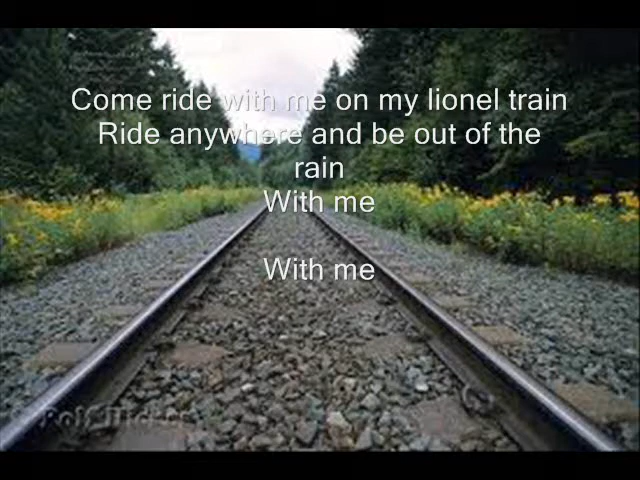 Come ride with me on my lionel train
Ride anywhere and be out of the
rain
With me
With me